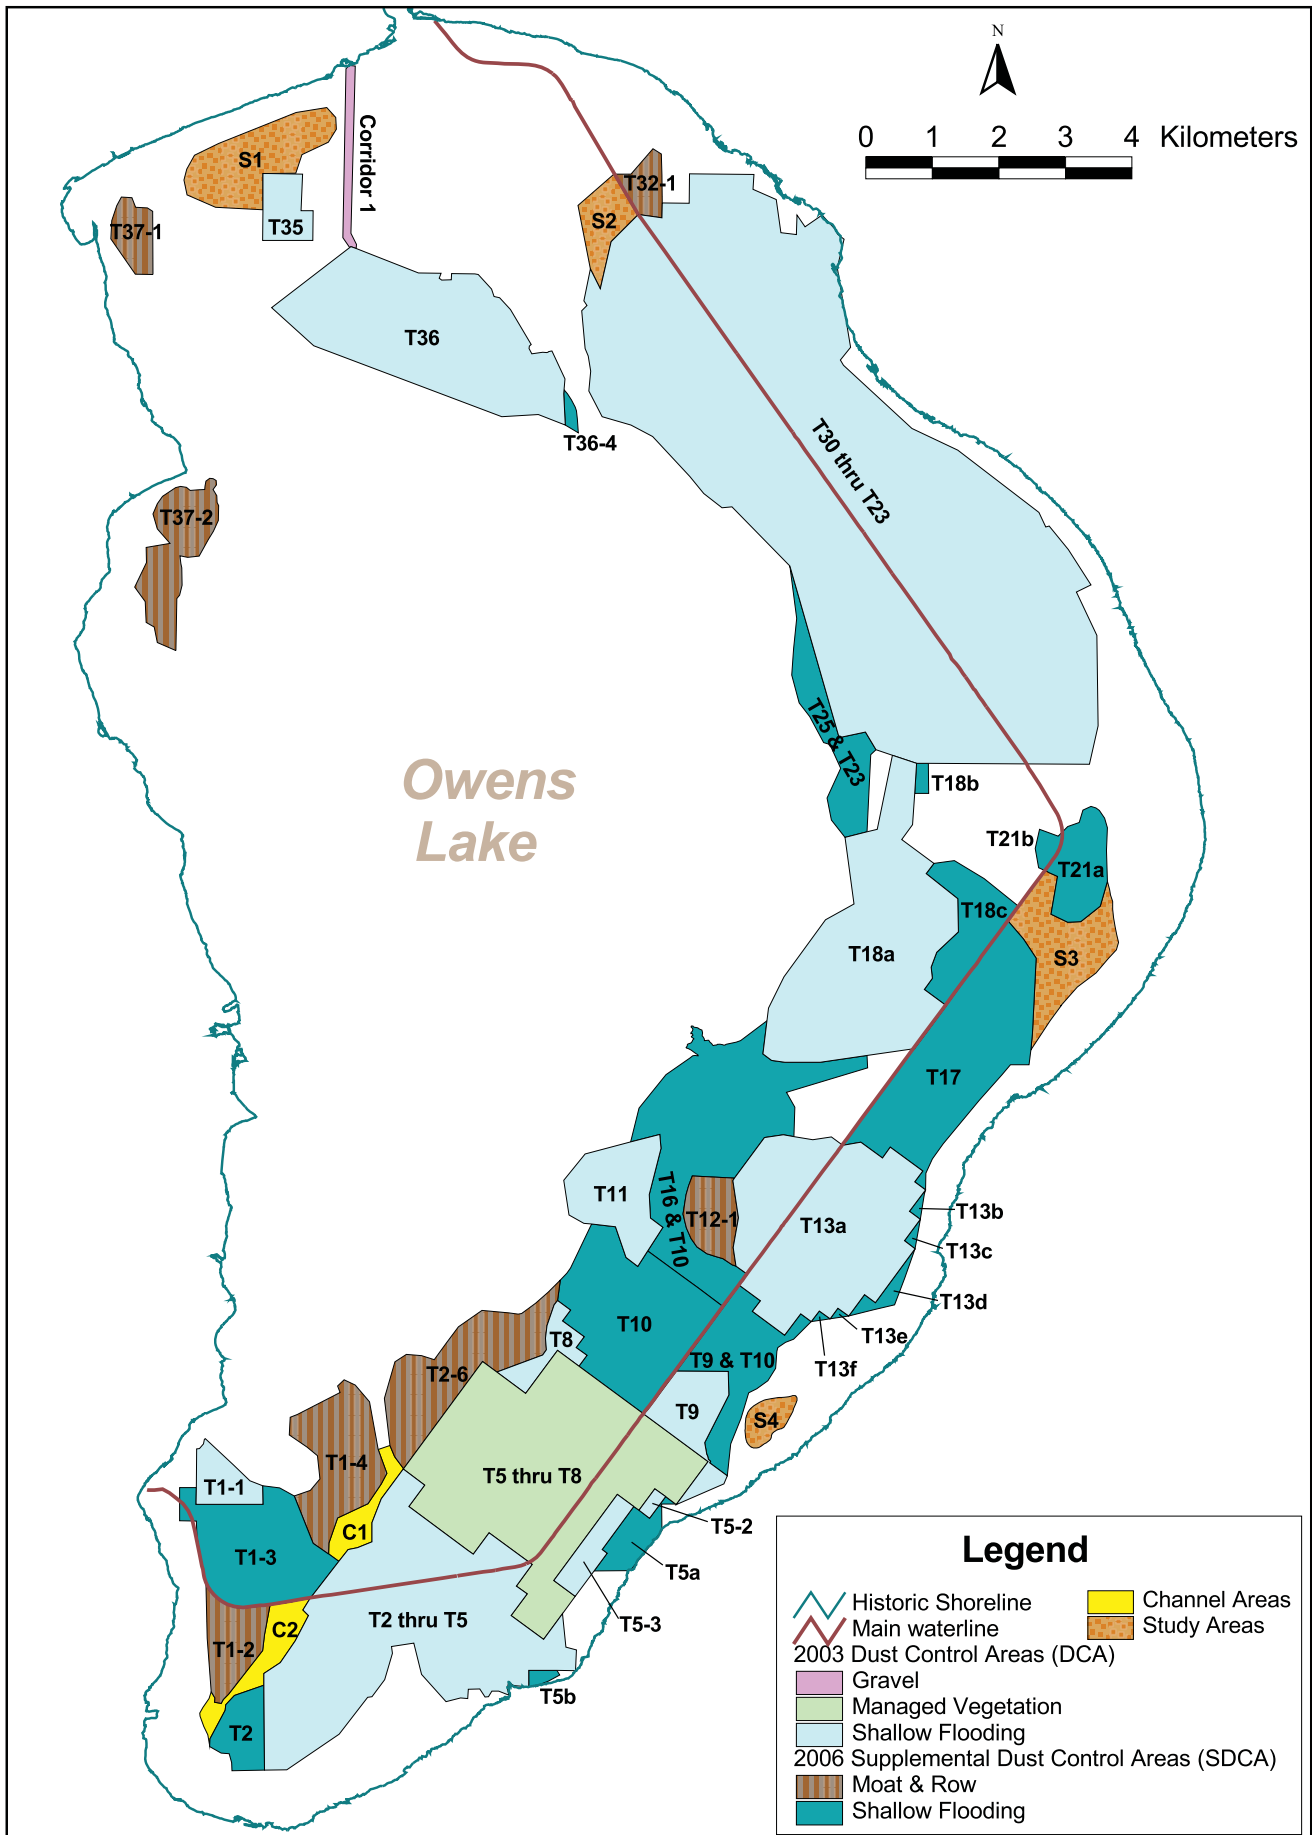 N
0 1 2 3 4 Kilometers
Corridor 1
S1
T35
T37-1
T32-1
S2
T36
T36-4
T30 thru T23
T37-2
T25 & T23
T18b
Owens
Lake
T21b
T21a
T18c
T18a
S3
T17
T11
T16 & T10
T12-1
T13a
T13b
T13c
T13d
T13e
T13f
T10
T8
T9 & T10
T2-6
T9
S4
T1-4
T5 thru T8
T1-1
T5-2
C1
T1-3
T5a
T5-3
T2 thru T5
C2
T1-2
T5b
T2
Legend
Historic Shoreline
Main waterline
2003 Dust Control Areas (DCA)
Gravel
Managed Vegetation
Shallow Flooding
2006 Supplemental Dust Control Areas (SDCA)
Moat & Row
Shallow Flooding
Channel Areas
Study Areas